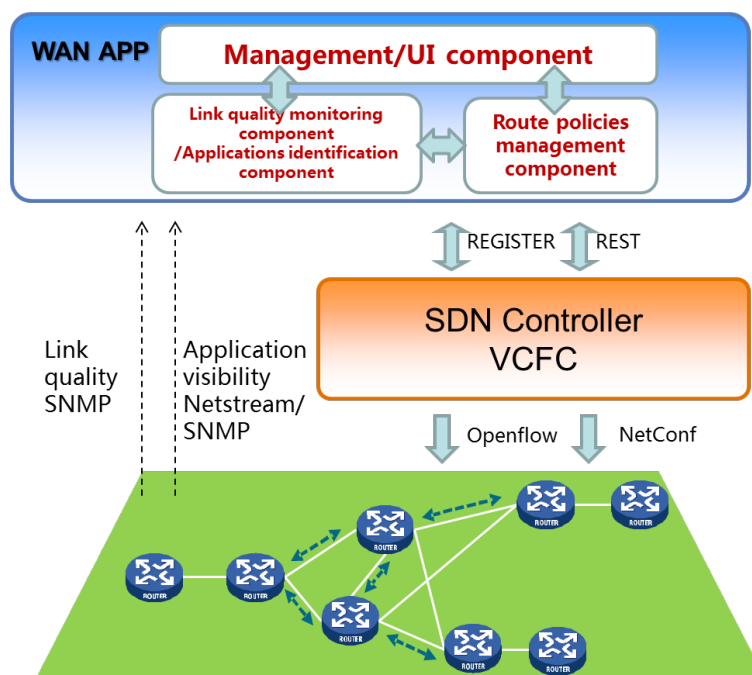 WAN APP
Management/UI component
Link quality monitoring
component
/Applications identification
component
Route policies
management
component
REGISTER
REST
SDN Controller
VCFC
Link
quality
SNMP
Application
visibility
Netstream/
SNMP
Openflow
NetConf
ROUTER
ROUTER
ROUTER
ROUTER
ROUTER
ROUTER
ROUTER
ROUTER